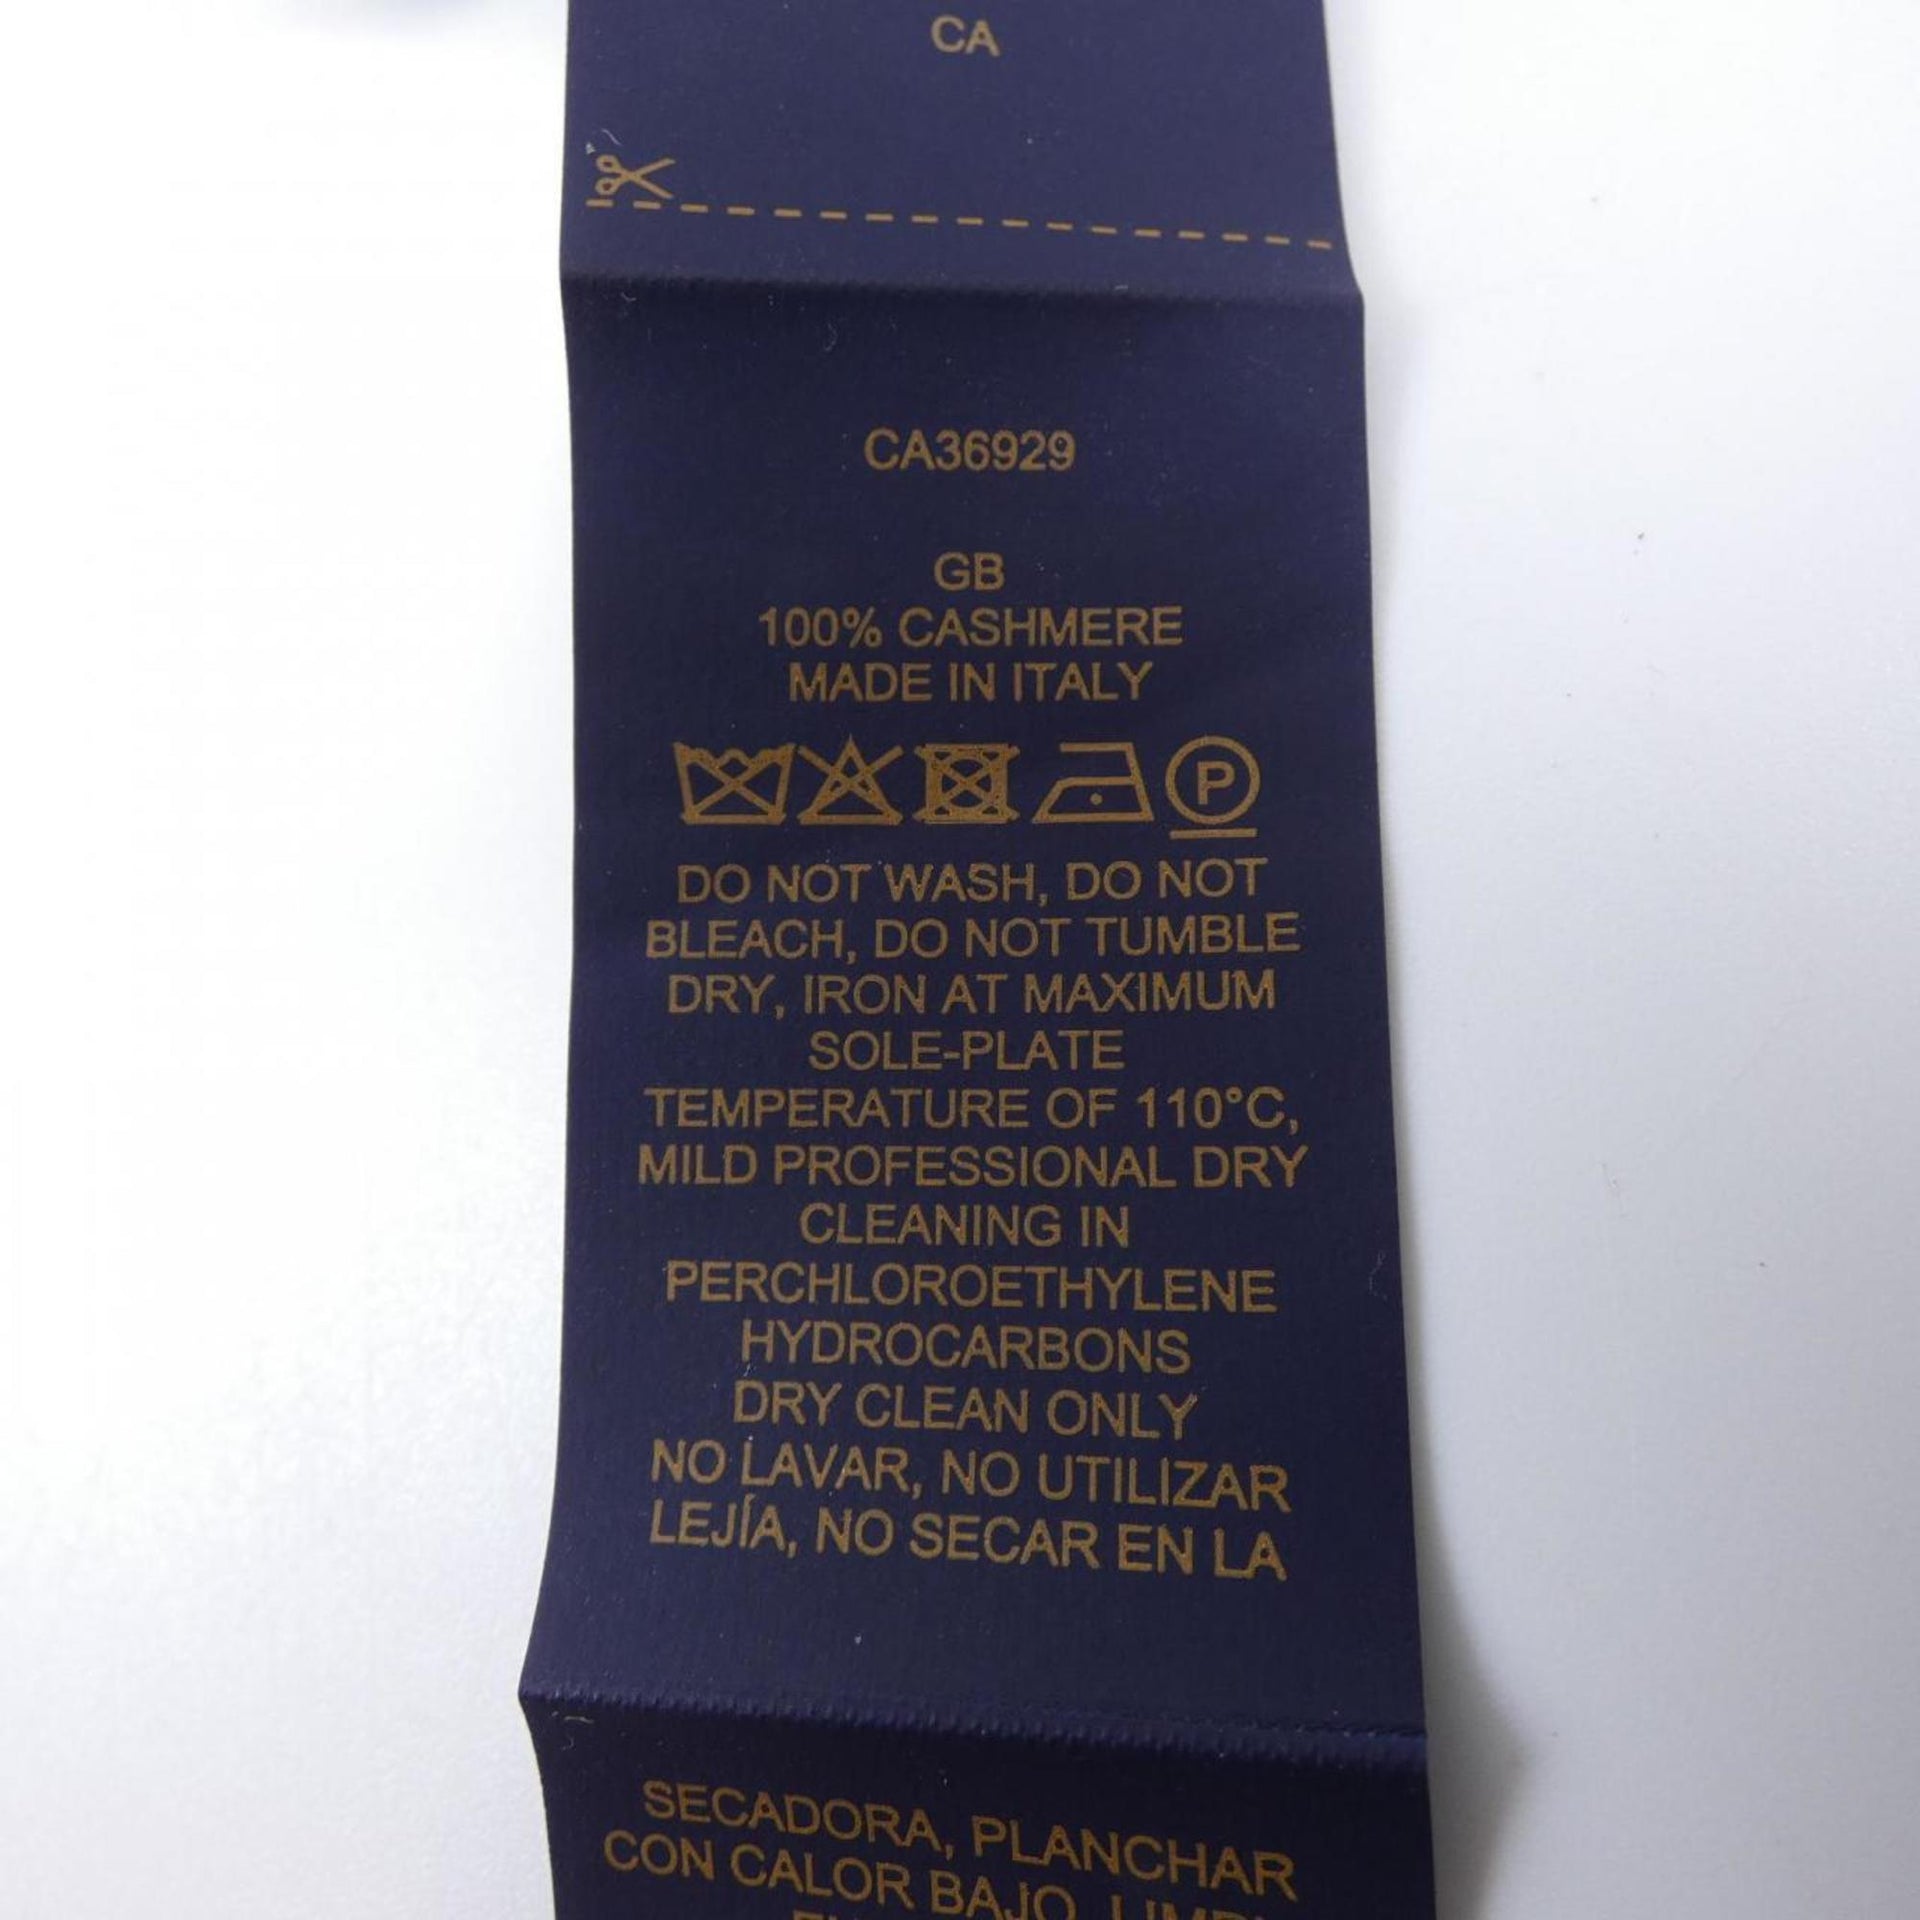 CA
CA36929
GB
100% CASHMERE
MADE IN ITALY
P
DO NOT WASH, DO NOT
BLEACH, DO NOT TUMBLE
DRY, IRON AT MAXIMUM
SOLE-PLATE
TEMPERATURE OF 110°C,
MILD PROFESSIONAL DRY
CLEANING IN
PERCHLOROETHYLENE
HYDROCARBONS
DRY CLEAN ONLY
NO LAVAR, NO UTILIZAR
LEJÍA, NO SECAR EN LA
SECADORA, PLANCHAR
CON CALOR BAJO,